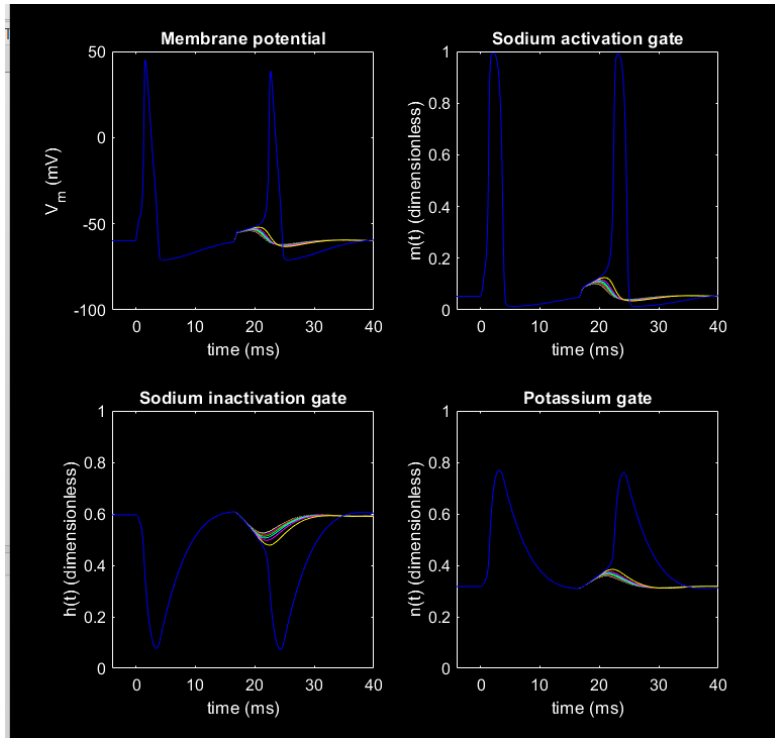 T
Membrane potential
50
0
-50
-100
V_m (mV)
0 10 20 30 40
time (ms)
Sodium activation gate
1
0.8
0.6
0.4
0.2
0
m(t) (dimensionless)
0 10 20 30 40
time (ms)
Sodium inactivation gate
1
0.8
0.6
0.4
0.2
0
h(t) (dimensionless)
0 10 20 30 40
time (ms)
Potassium gate
1
0.8
0.6
0.4
0.2
0
n(t) (dimensionless)
0 10 20 30 40
time (ms)